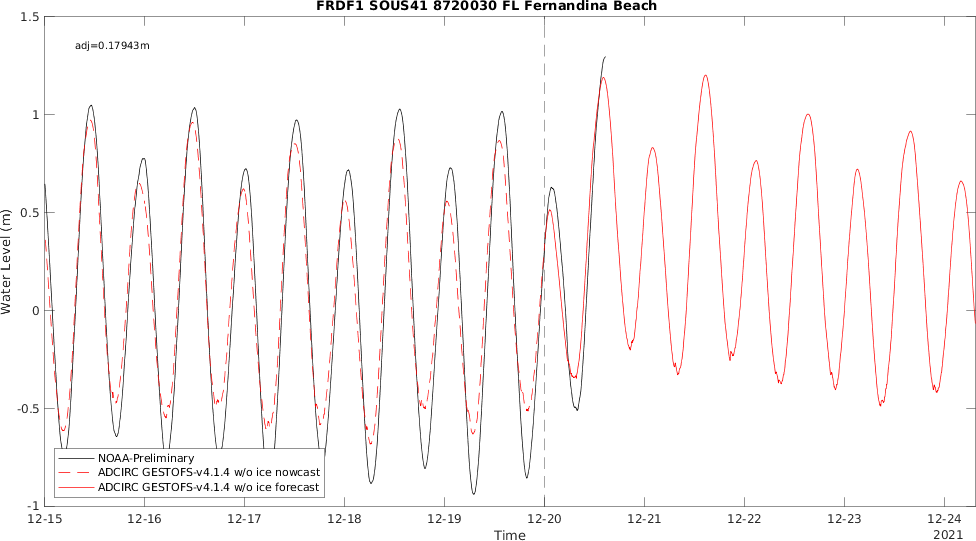 FRDF1 SOUS41 8720030 FL Fernandina Beach
1.5
adj=0.17943m
1
0.5
Water Level (m)
0
-0.5
NOAA-Preliminary
ADCIRC GESTOFS-v4.1.4 w/o ice nowcast
ADCIRC GESTOFS-v4.1.4 w/o ice forecast
-1
12-15 12-16 12-17 12-18 12-19 12-20 12-21 12-22 12-23 12-24
Time
2021